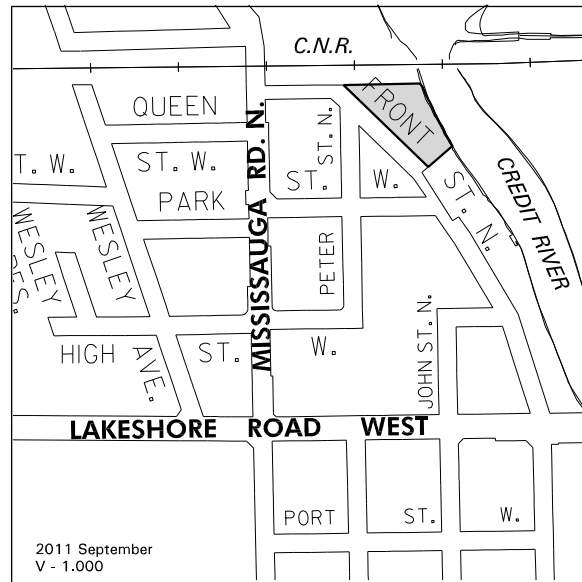 C.N.R.
QUEEN
ST. W.
T. W.
FRONT
ST. N.
MISSISSAUGA RD. N.
ST. N.
PETER
PARK
ST. W.
CREDIT RIVER
WESLEY
WESLEY
AVE.
HIGH
ST. W.
JOHN ST. N.
LAKESHORE ROAD WEST
PORT ST. W.
2011 September
V - 1.000